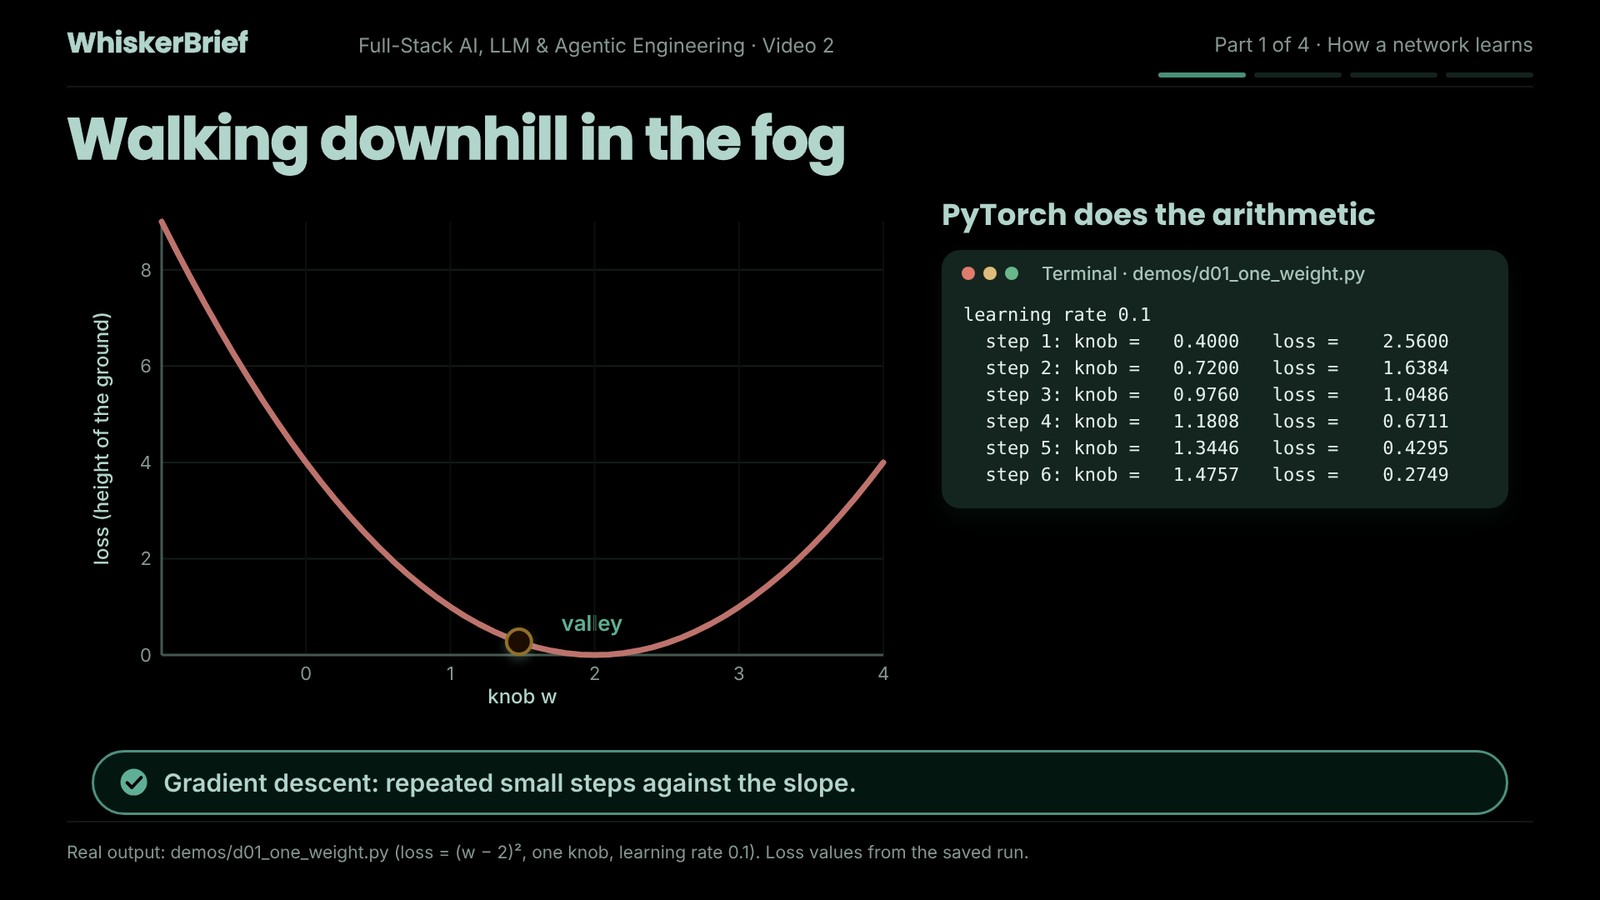 WhiskerBrief
Full-Stack AI, LLM & Agentic Engineering · Video 2
Part 1 of 4 · How a network learns
Walking downhill in the fog
loss (height of the ground)
8
6
4
2
0
valley
0 1 2 3 4
knob w
PyTorch does the arithmetic
Terminal · demos/d01_one_weight.py
learning rate 0.1
step 1: knob = 0.4000 loss = 2.5600
step 2: knob = 0.7200 loss = 1.6384
step 3: knob = 0.9760 loss = 1.0486
step 4: knob = 1.1808 loss = 0.6711
step 5: knob = 1.3446 loss = 0.4295
step 6: knob = 1.4757 loss = 0.2749
Gradient descent: repeated small steps against the slope.
Real output: demos/d01_one_weight.py (loss = (w − 2)², one knob, learning rate 0.1). Loss values from the saved run.